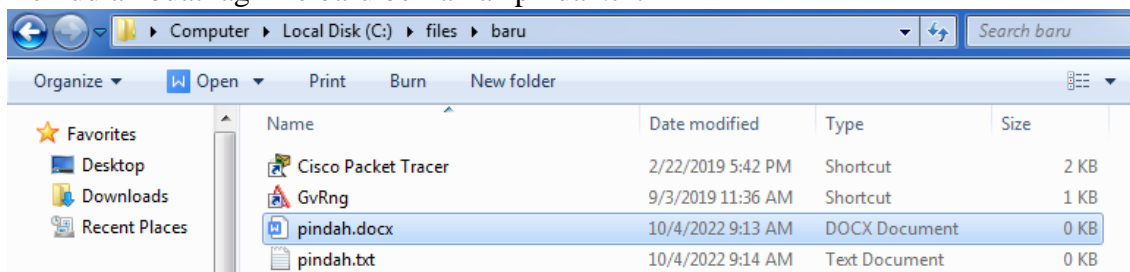 Computer Local Disk (C:) files baru Search baru
Organize Open Print Burn New folder
Favorites
Desktop
Downloads
Recent Places
Name Date modified Type Size
Cisco Packet Tracer 2/22/2019 5:42 PM Shortcut 2 KB
GvRng 9/3/2019 11:36 AM Shortcut 1 KB
pindah.docx 10/4/2022 9:13 AM DOCX Document 0 KB
pindah.txt 10/4/2022 9:14 AM Text Document 0 KB